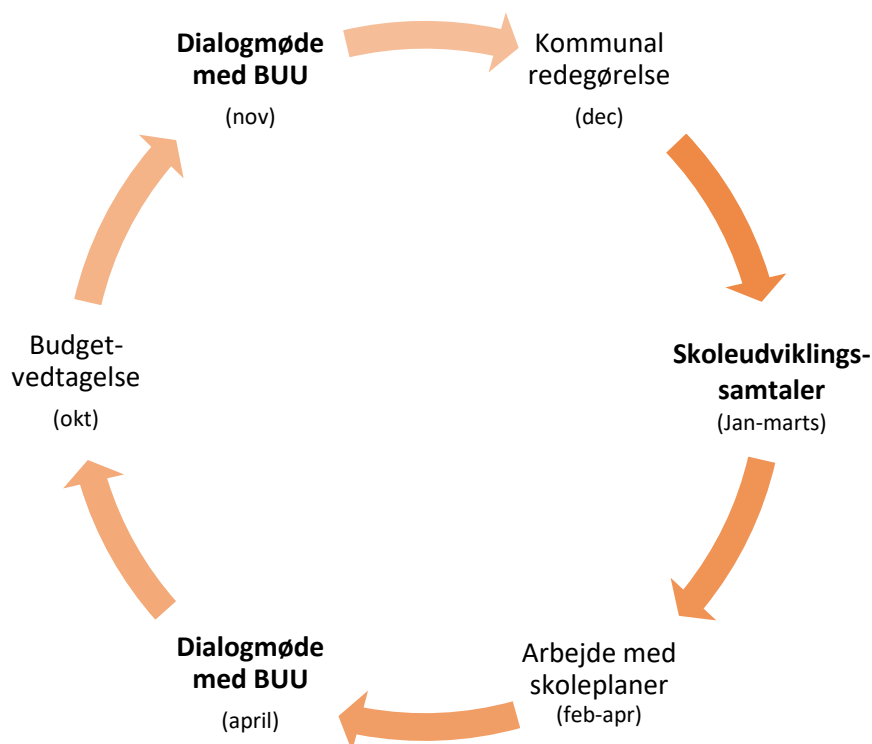 Dialogmøde
med BUU
(nov)
Kommunal
redegørelse
(dec)
Skoleudviklings-
samtaler
(Jan-marts)
Arbejde med
skoleplaner
(feb-apr)
Dialogmøde
med BUU
(april)
Budget-
vedtagelse
(okt)